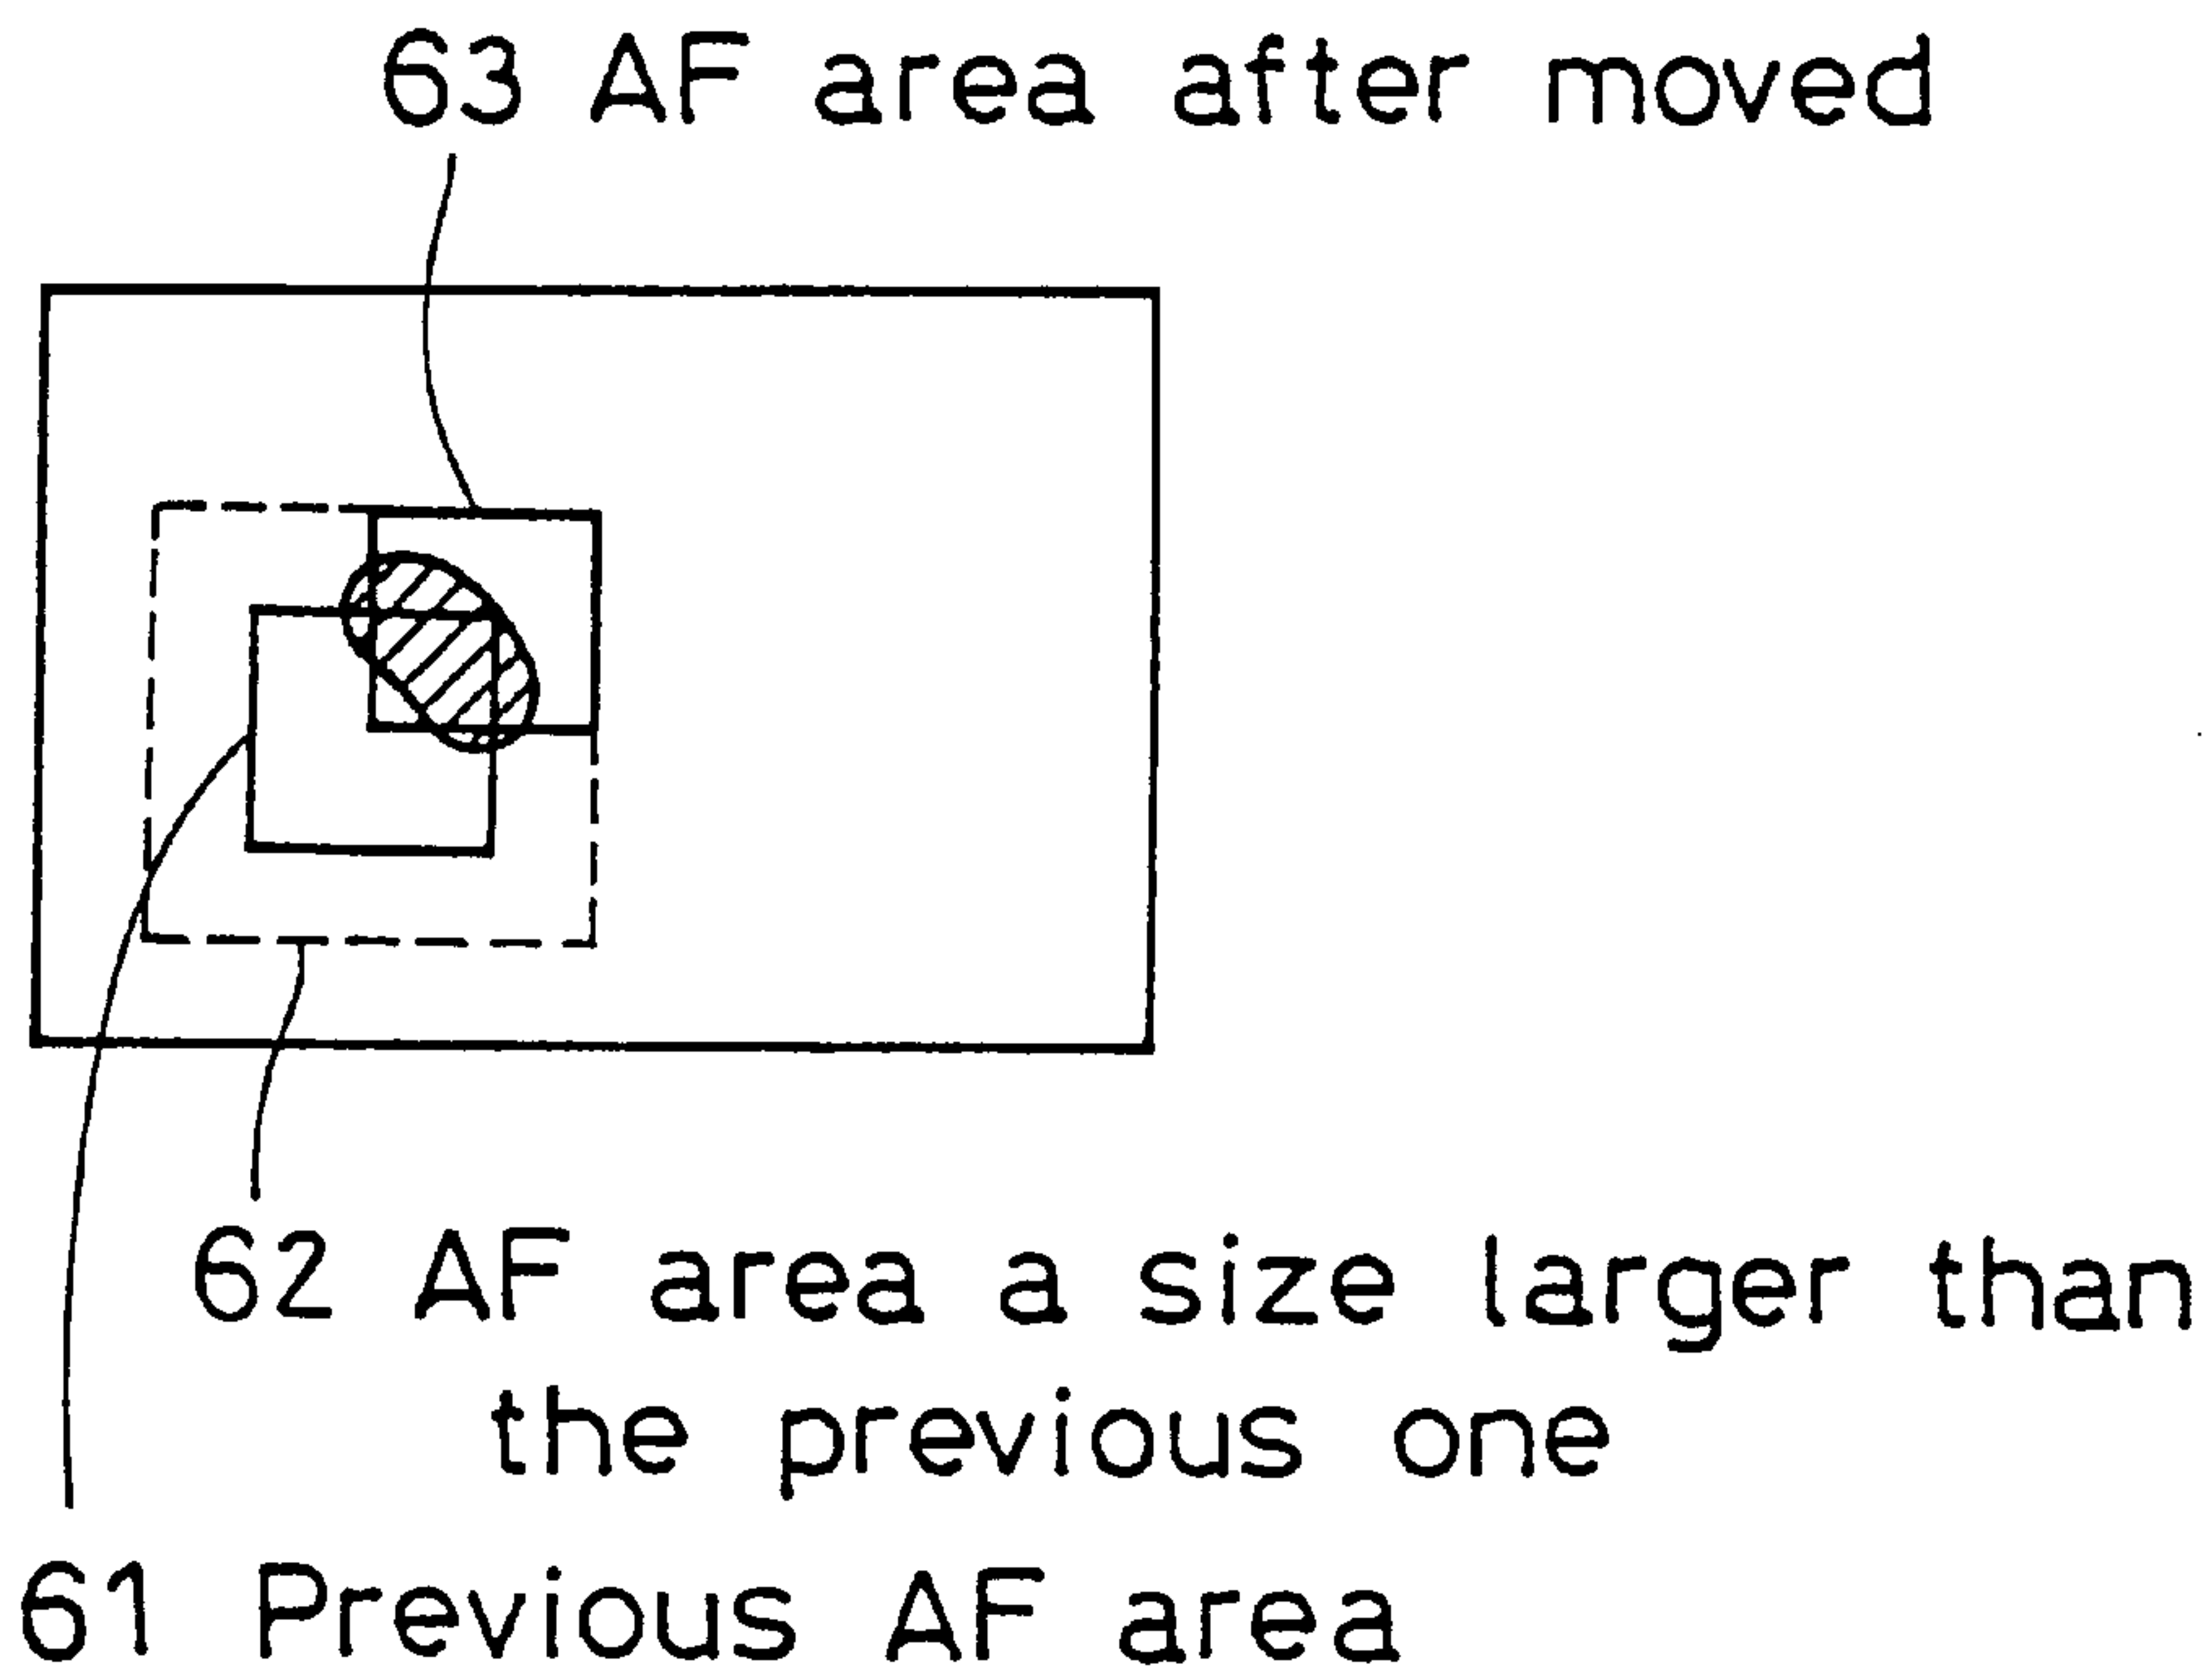 63 AF area after moved
62 AF area a size larger than
the previous one
61 Previous AF area